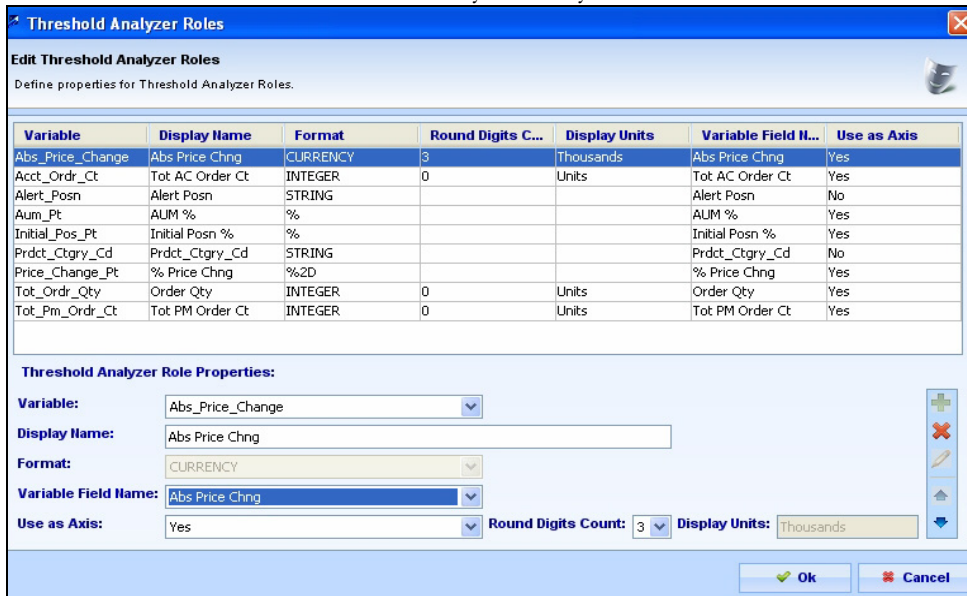 Threshold Analyzer Roles
Edit Threshold Analyzer Roles
Define properties for Threshold Analyzer Roles.
Variable Display Name Format Round Digits C... Display Units Variable Field N... Use as Axis
Abs_Price_Change Abs Price Chng CURRENCY 3 Thousands Abs Price Chng Yes
Acct_Ordr_Ct Tot AC Order Ct INTEGER 0 Units Tot AC Order Ct Yes
Alert_Posn Alert Posn STRING Alert Posn No
Aum_Pt AUM % % AUM % Yes
Initial_Pos_Pt Initial Posn % % Initial Posn % Yes
Prdct_Ctgry_Cd Prdct_Ctgry_Cd STRING Prdct_Ctgry_Cd No
Price_Change_Pt % Price Chng %2D % Price Chng Yes
Tot_Ordr_Qty Order Qty INTEGER 0 Units Order Qty Yes
Tot_Pm_Ordr_Ct Tot PM Order Ct INTEGER 0 Units Tot PM Order Ct Yes
Threshold Analyzer Role Properties:
Variable: Abs_Price_Change
Display Name: Abs Price Chng
Format: CURRENCY
Variable Field Name: Abs Price Chng
Use as Axis: Yes Round Digits Count: 3 Display Units: Thousands
Ok Cancel